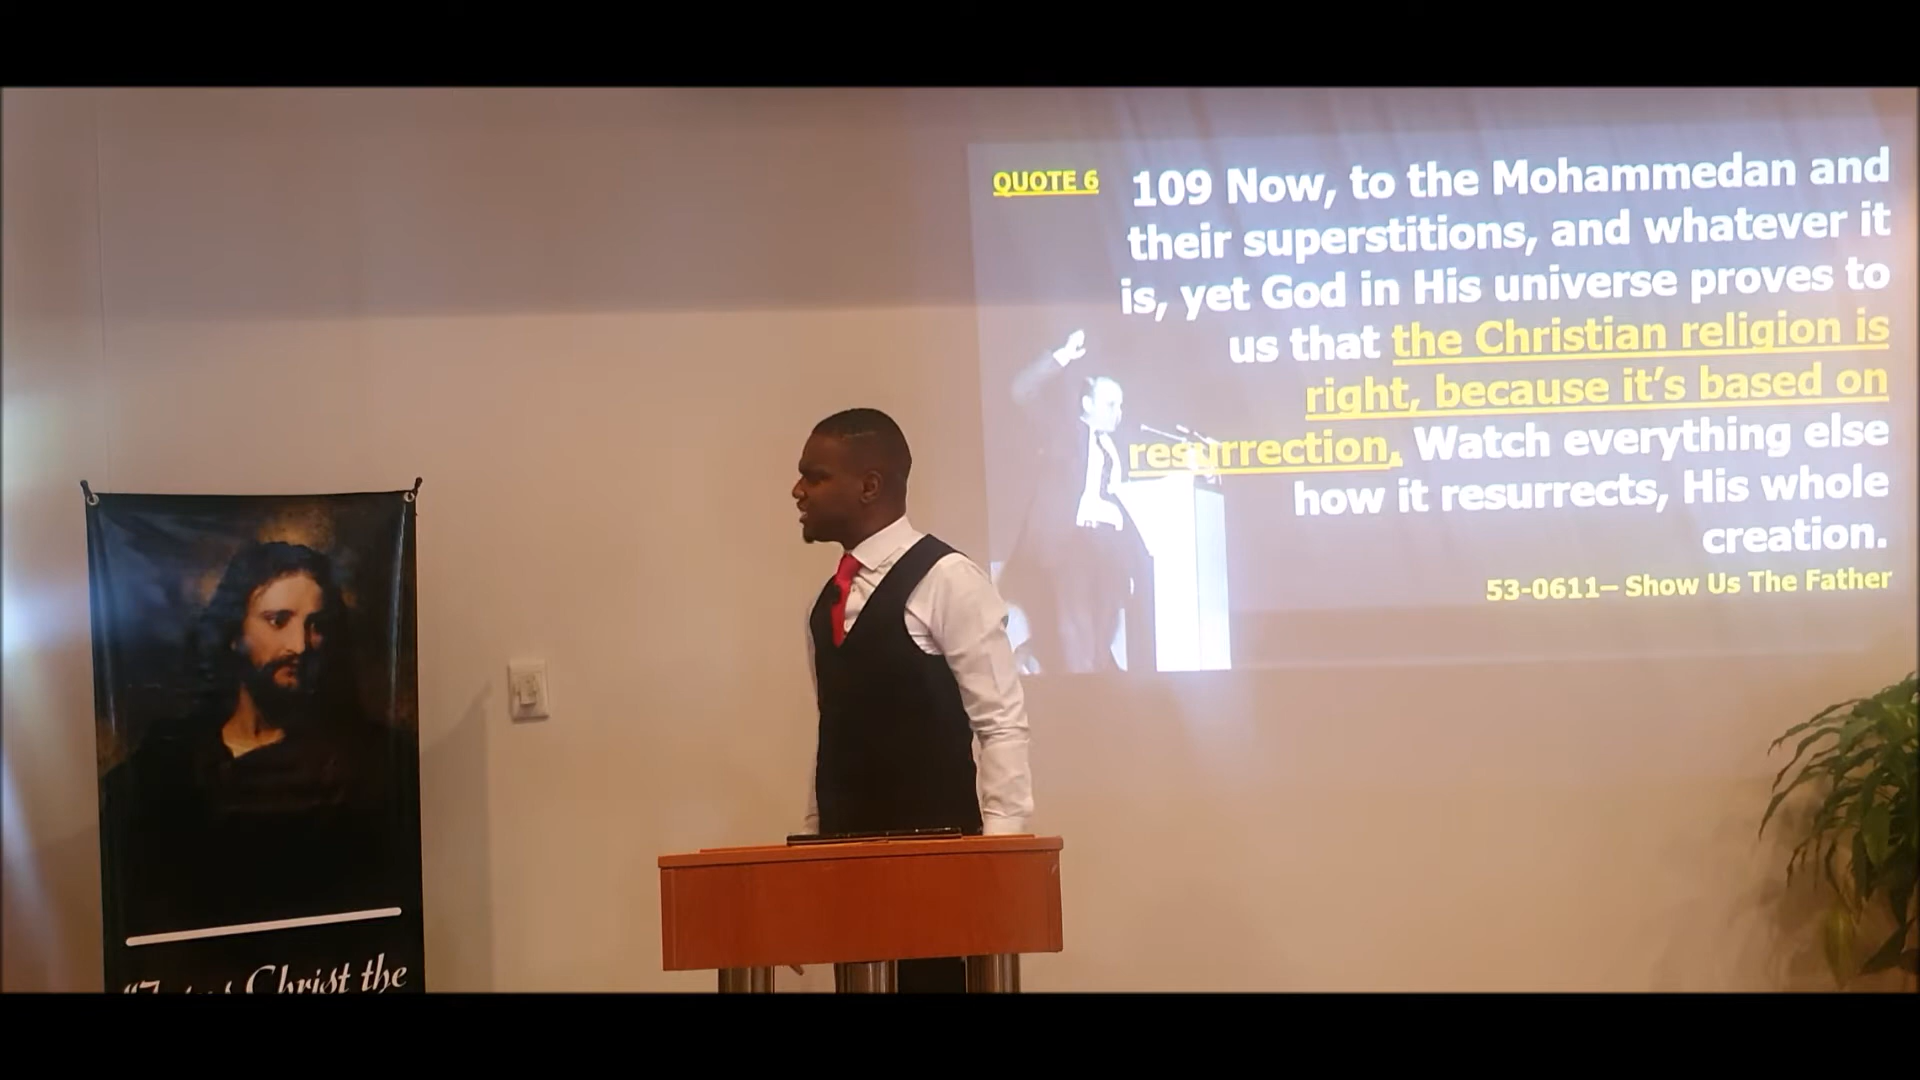 QUOTE 6
109 Now, to the Mohammedan and
their superstitions, and whatever it
is, yet God in His universe proves to
us that the Christian religion is
right, because it’s based on
resurrection. Watch everything else
how it resurrects, His whole
creation.
53-0611– Show Us The Father
Christ the